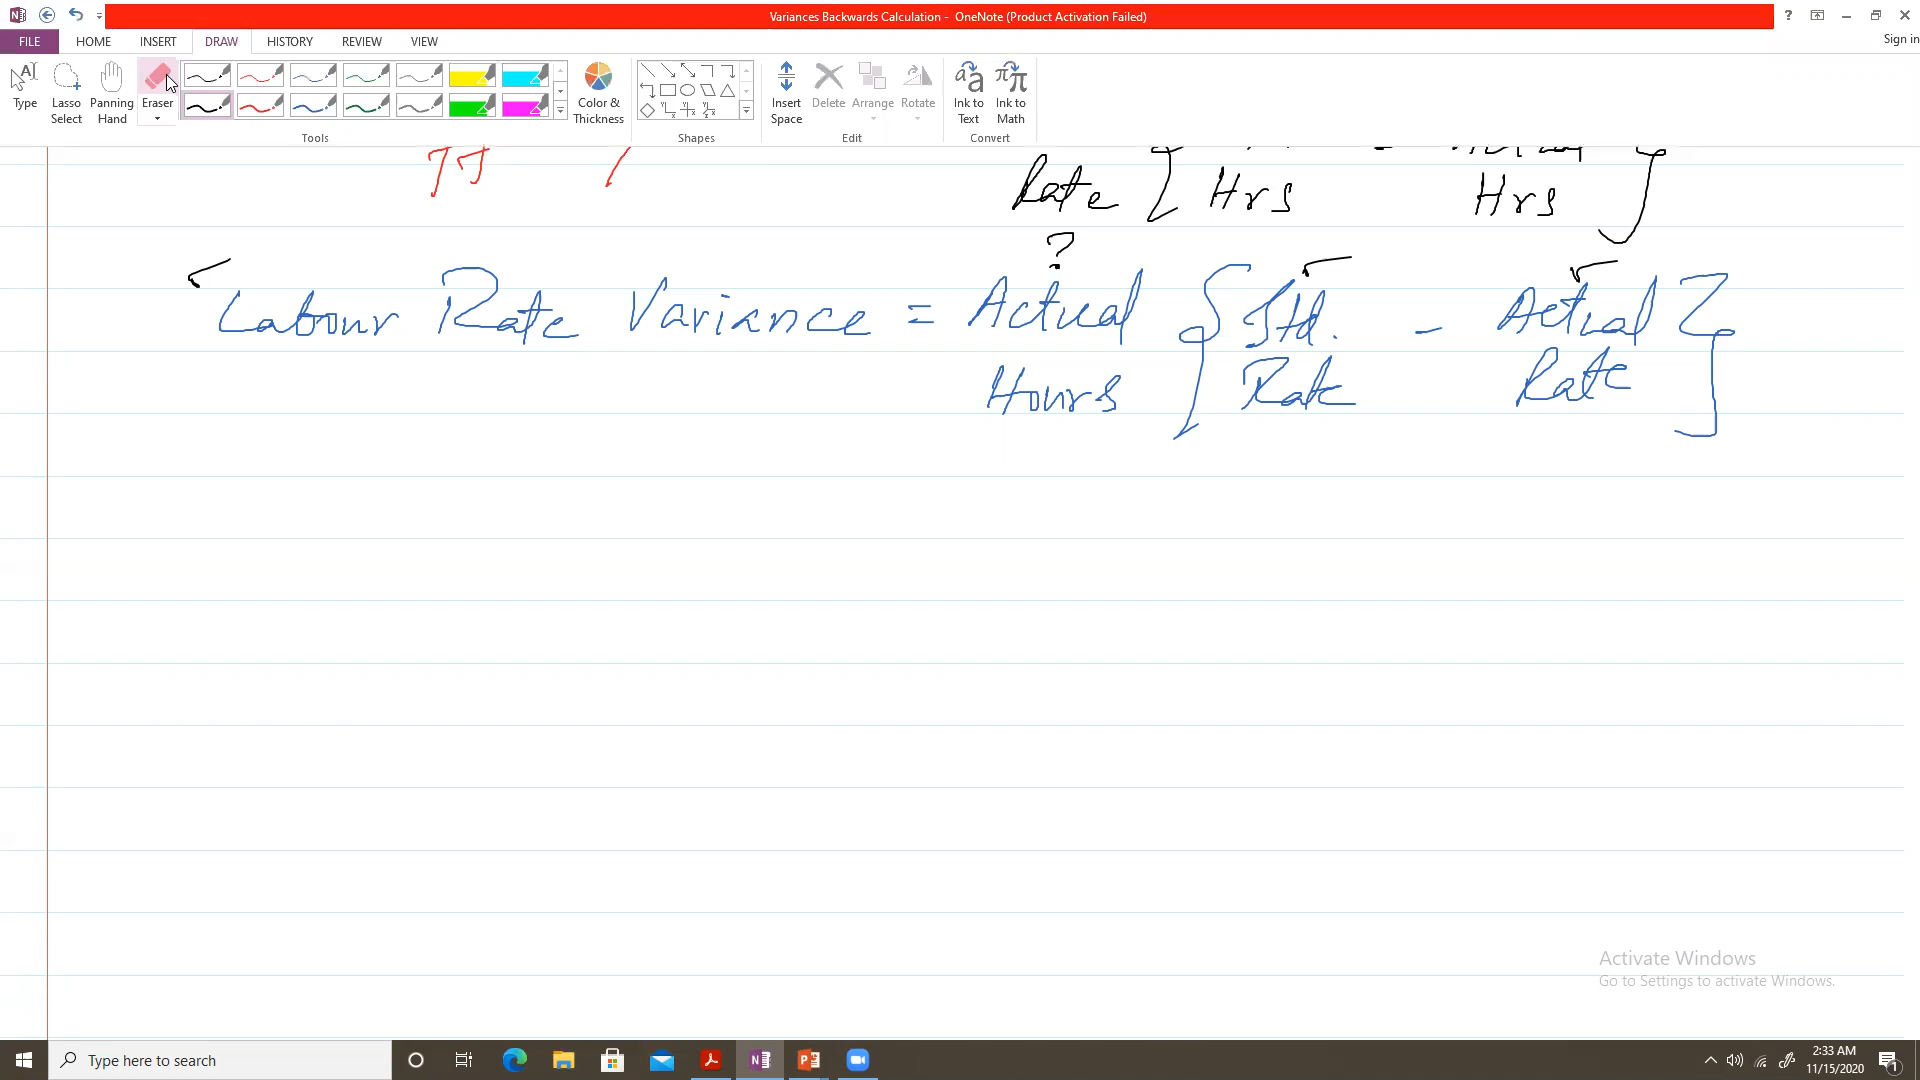 Variances Backwards Calculation - OneNote (Product Activation Failed)
?
FILE HOME INSERT DRAW HISTORY REVIEW VIEW
Sign in
Type Lasso Select Panning Hand Eraser Color & Thickness Insert Space Delete Arrange Rotate Ink to Text Ink to Math
Tools Shapes Edit Convert
Actual
Rate { Hrs Hrs }
?
Labour Rate Variance = Actual { Std. - Actual }
Hours Rate Rate
Activate Windows
Go to Settings to activate Windows.
Type here to search
2:33 AM
11/15/2020
1